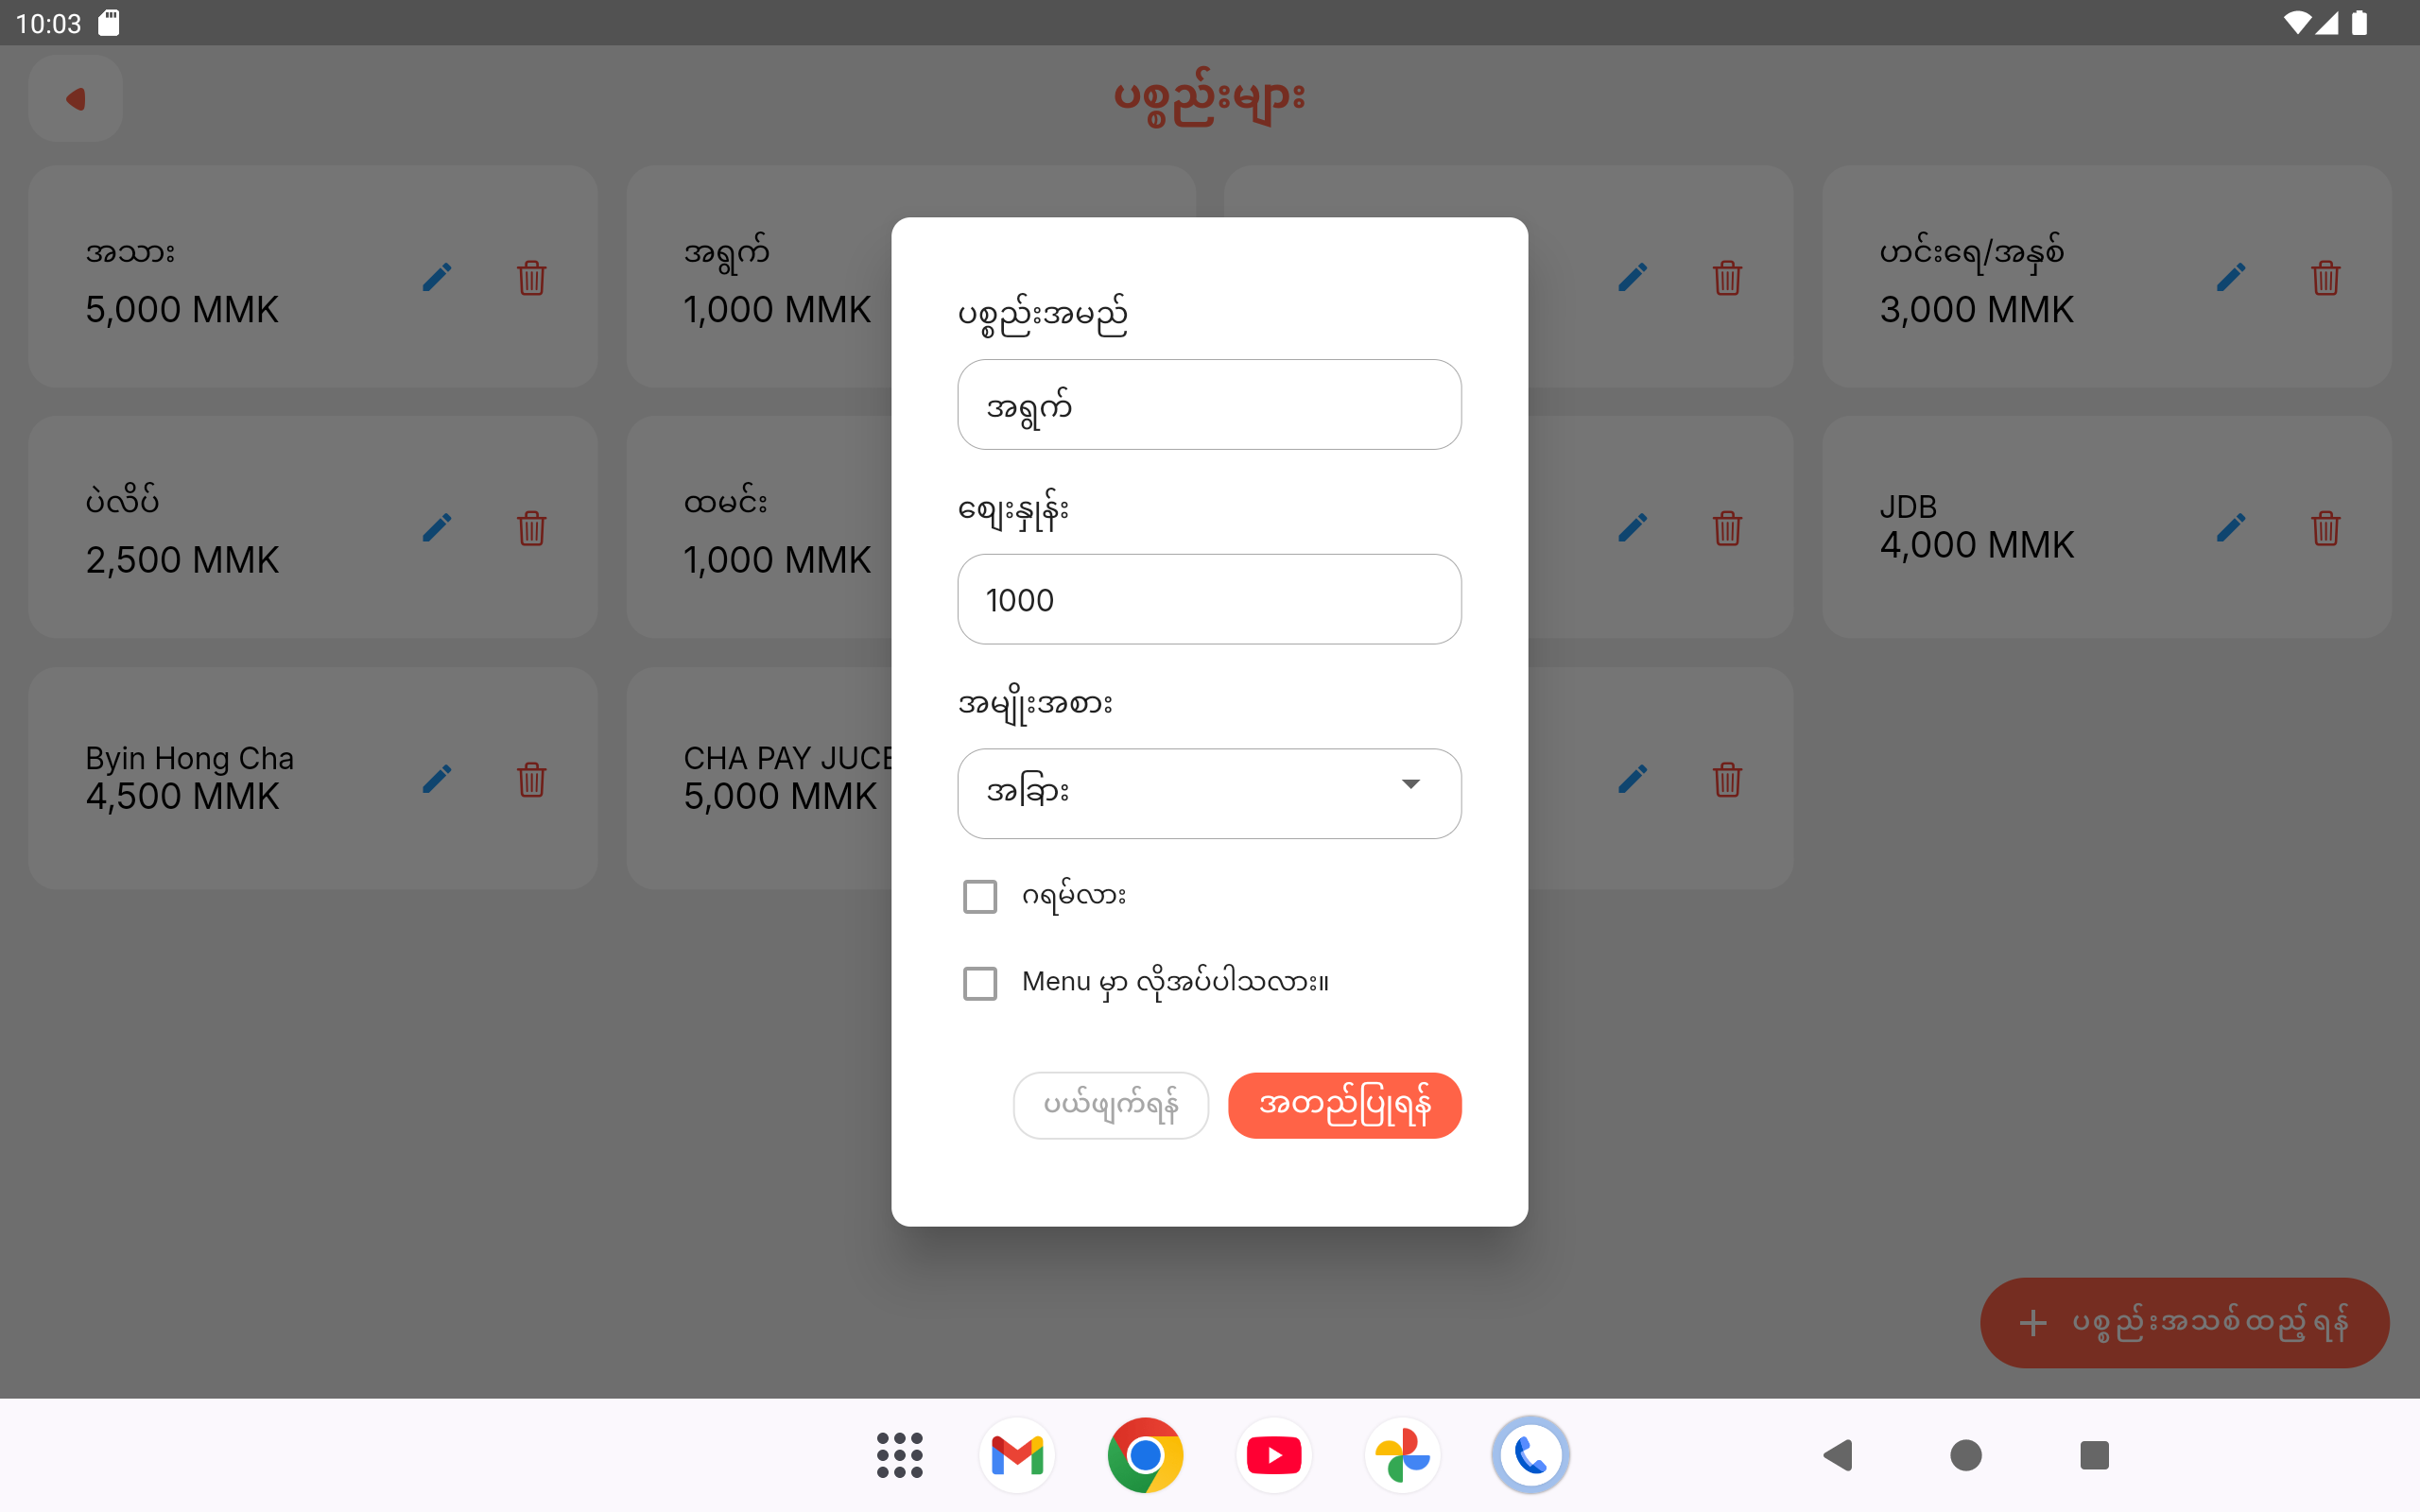 10:03
ပစ္စည်းများ
အသား
5,000 MMK
အရွက်
1,000 MMK
ဟင်းရေ/အနှစ်
3,000 MMK
ပဲလိပ်
2,500 MMK
ထမင်း
1,000 MMK
JDB
4,000 MMK
Byin Hong Cha
4,500 MMK
CHA PAY JUCE
5,000 MMK
ပစ္စည်းအမည်
အရွက်
စျေးနှုန်း
1000
အမျိုးအစား
အခြား
ဂရမ်လား
Menu မှာ လိုအပ်ပါသလား။
ပယ်ဖျက်ရန်
အတည်ပြုရန်
ပစ္စည်းအသစ်ထည့်ရန်